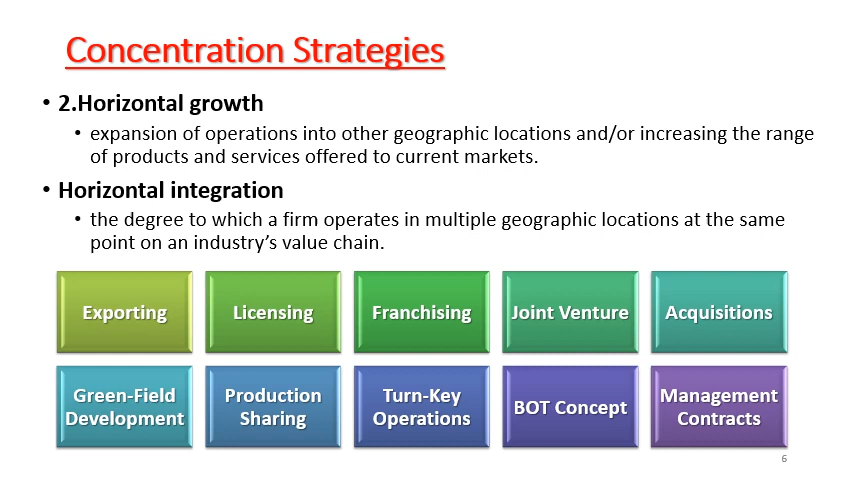 Concentration Strategies
• 2.Horizontal growth
• expansion of operations into other geographic locations and/or increasing the range
of products and services offered to current markets.
• Horizontal integration
• the degree to which a firm operates in multiple geographic locations at the same
point on an industry’s value chain.
Exporting
Licensing
Franchising
Joint Venture
Acquisitions
Green-Field
Development
Production
Sharing
Turn-Key
Operations
BOT Concept
Management
Contracts
6